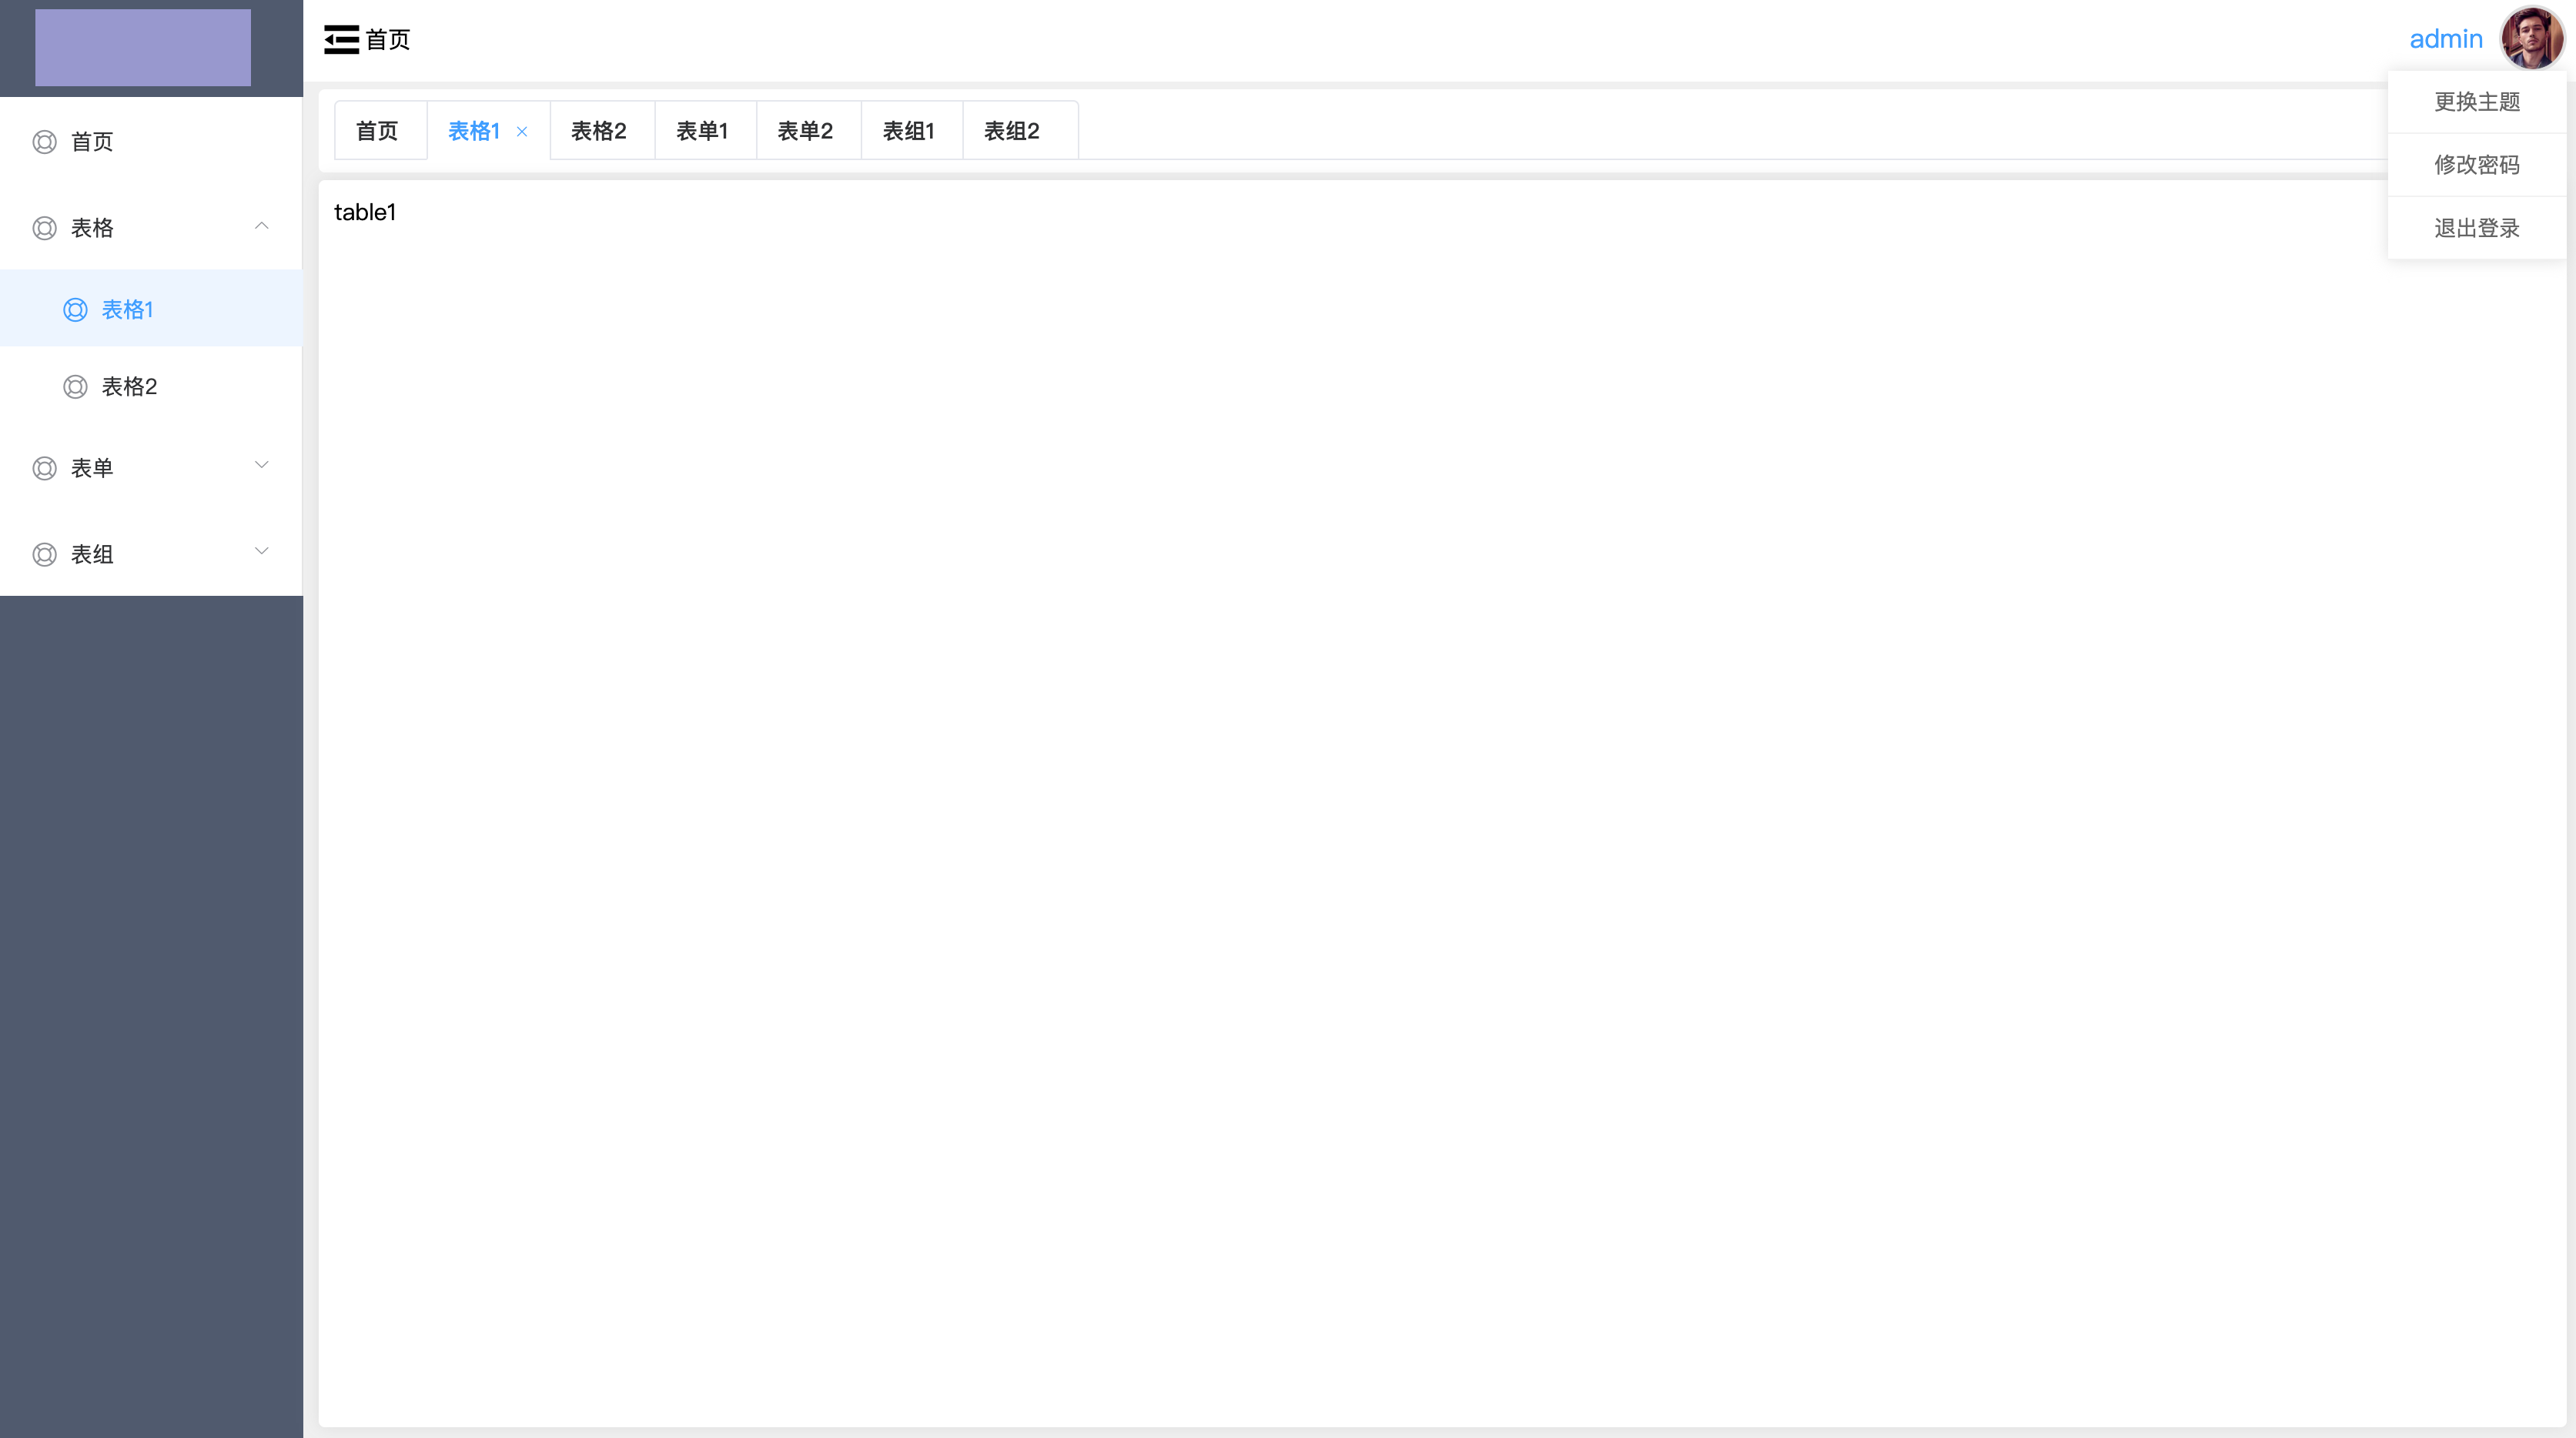 首页
表格
表格1
表格2
表单
表组
首页
admin
首页 表格1 表格2 表单1 表单2 表组1 表组2
table1
更换主题
修改密码
退出登录